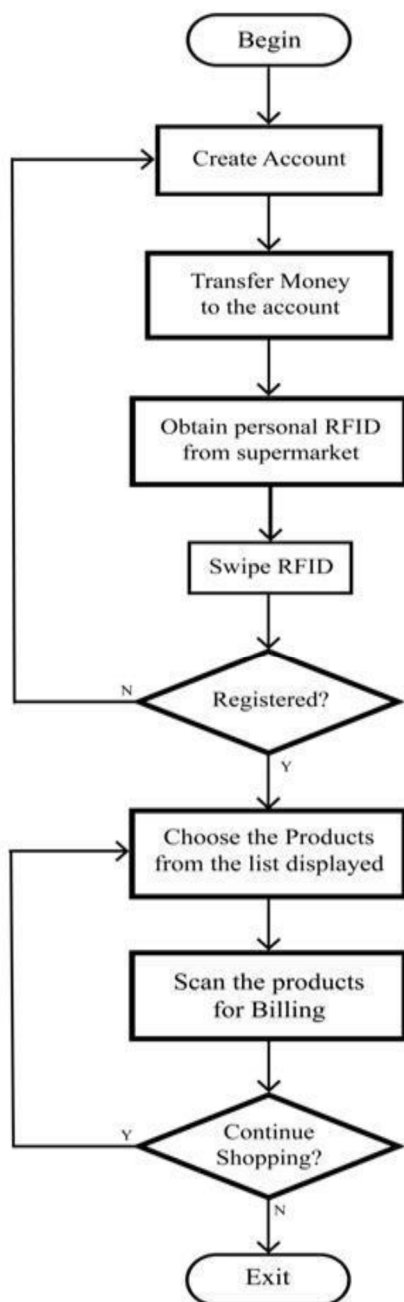 Begin
Create Account
Transfer Money
to the account
Obtain personal RFID
from supermarket
Swipe RFID
N
Registered?
Y
Choose the Products
from the list displayed
Scan the products
for Billing
Y
Continue
Shopping?
N
Exit